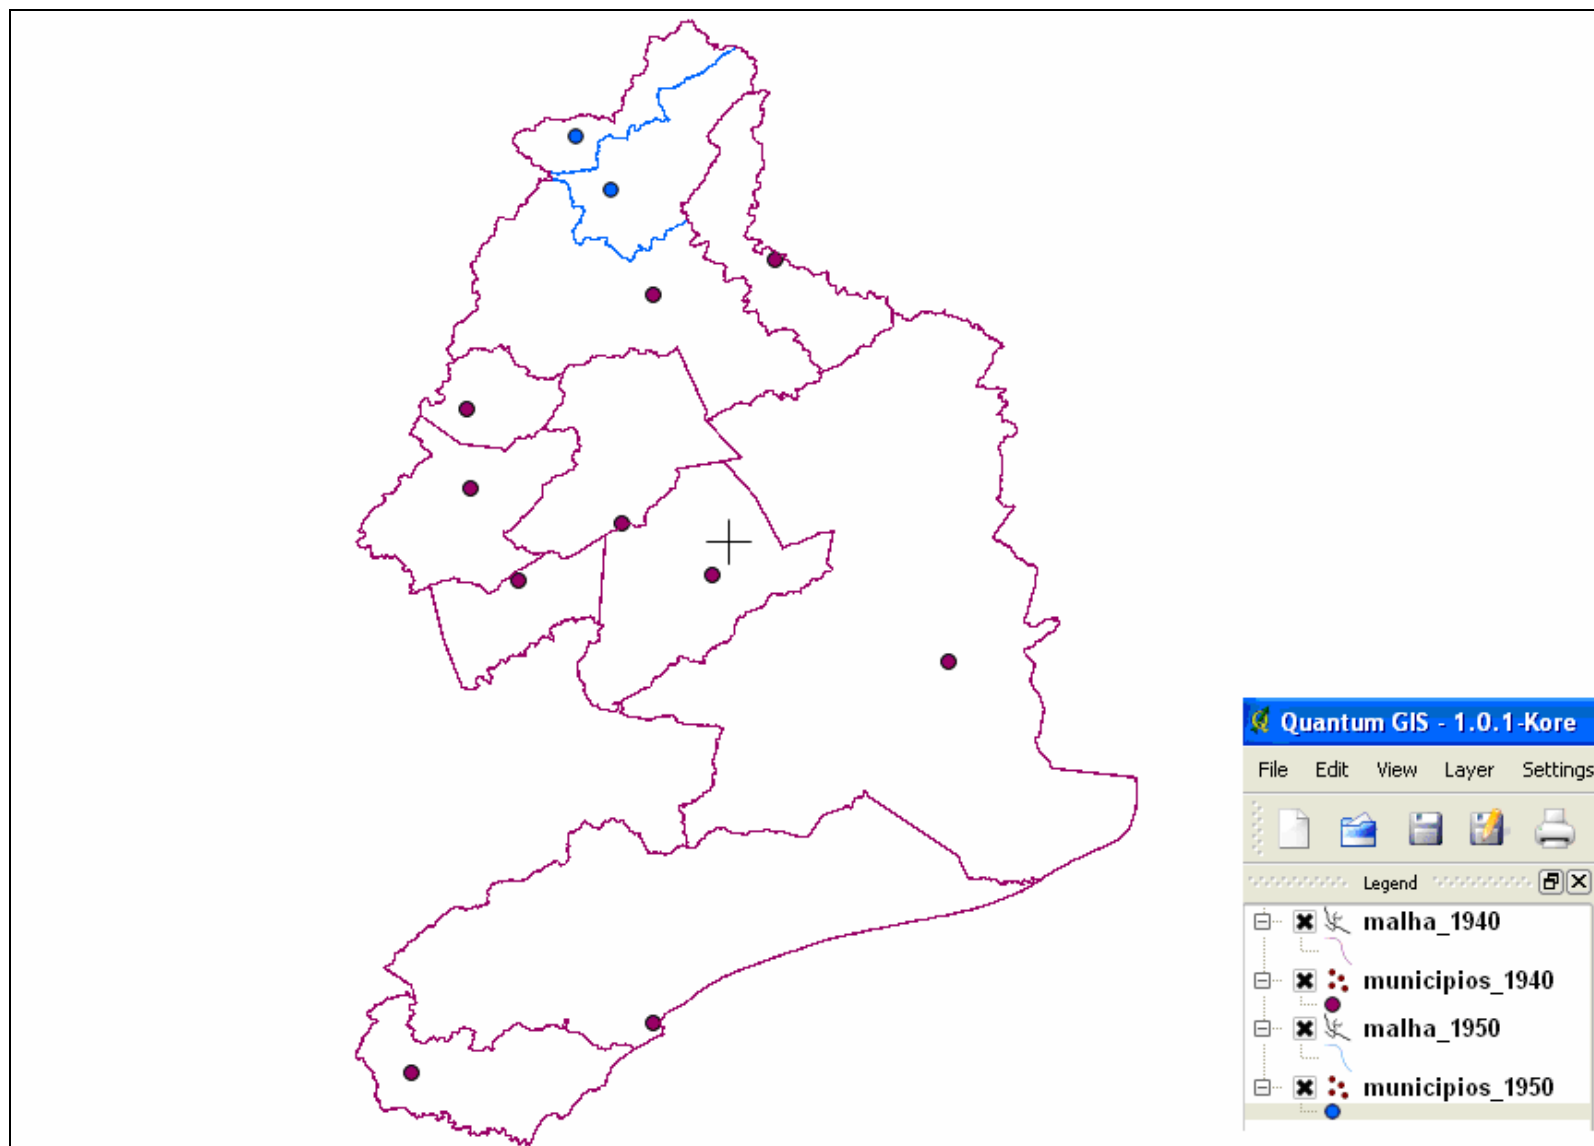 Quantum GIS - 1.0.1-Kore
File Edit View Layer Settings
Legend
malha_1940
municipios_1940
malha_1950
municipios_1950